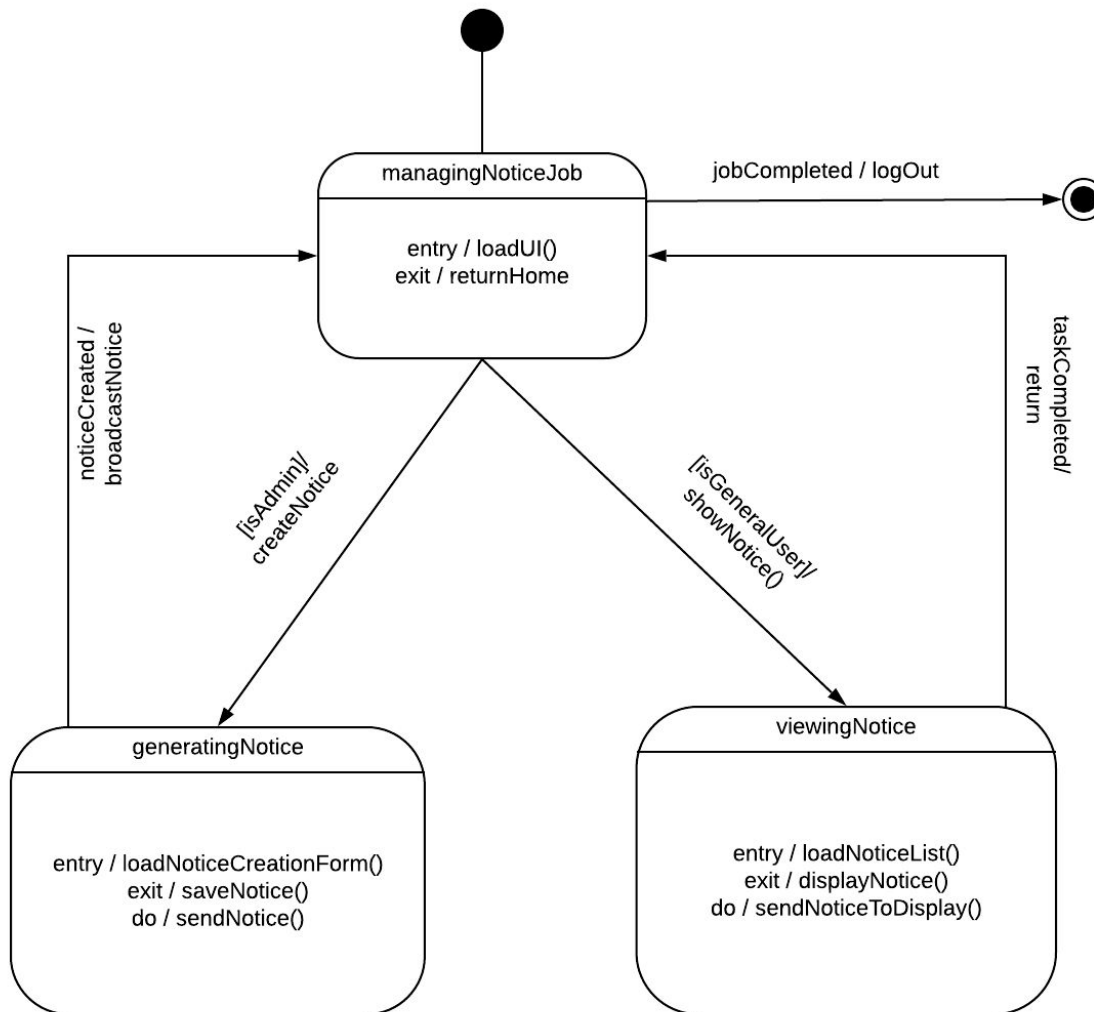 managingNoticeJob
entry / loadUI()
exit / returnHome
jobCompleted / logOut
noticeCreated /
broadcastNotice
[isAdmin]/
createNotice
[isGeneralUser]/
showNotice()
taskCompleted/
return
generatingNotice
entry / loadNoticeCreationForm()
exit / saveNotice()
do / sendNotice()
viewingNotice
entry / loadNoticeList()
exit / displayNotice()
do / sendNoticeToDisplay()